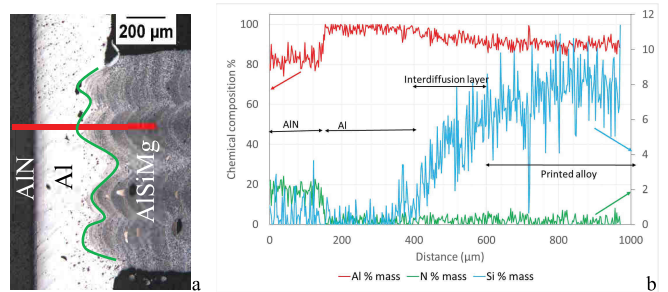 200 µm
AlN
Al
AlSiMg
a
Chemical composition %
100
80
60
40
20
0
12
10
8
6
4
2
0
Interdiffusion layer
AlN
Al
Printed alloy
0
200
400
600
800
1000
Distance (µm)
Al % mass
N % mass
Si % mass
b